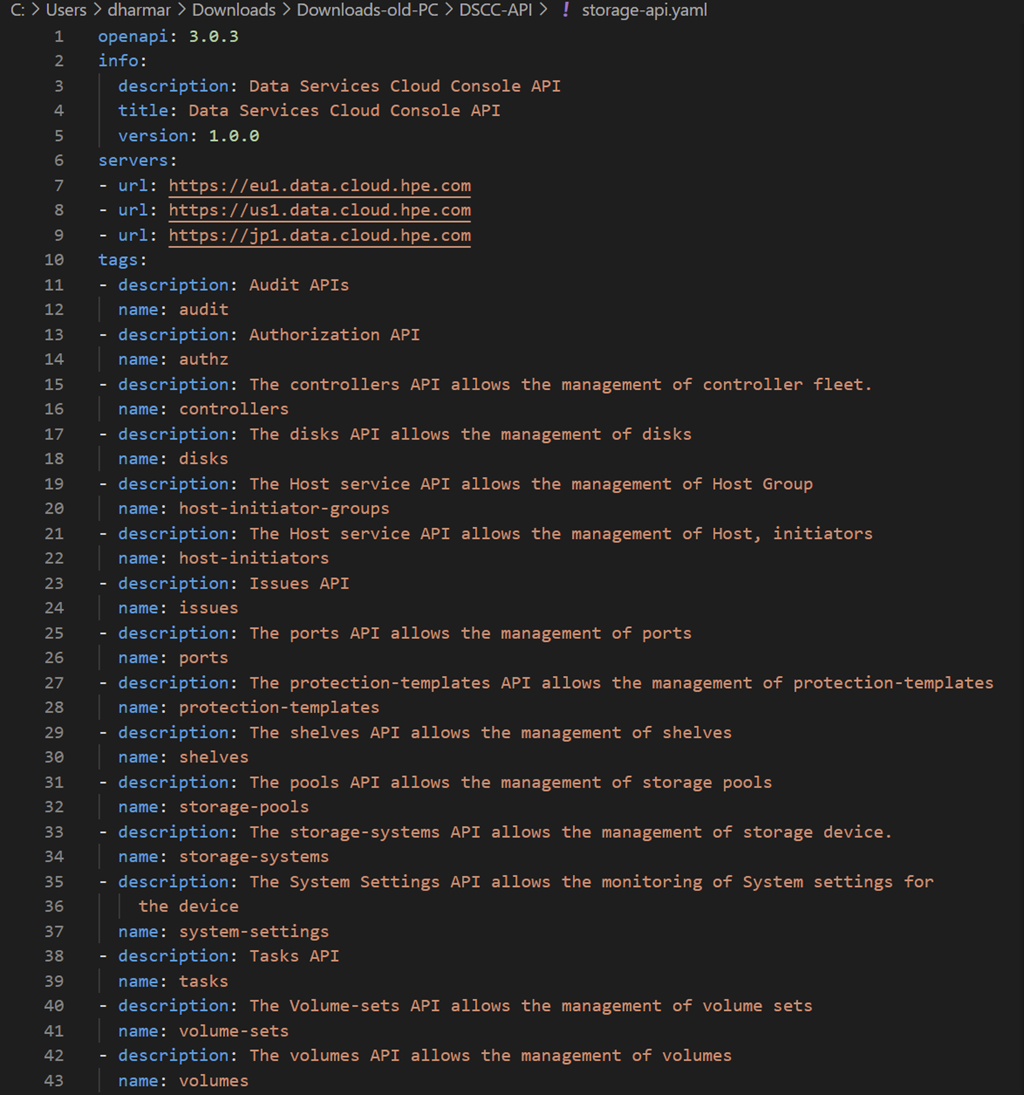 C: > Users > dharmar > Downloads > Downloads-old-PC > DSCC-API > ! storage-api.yaml
1 openapi: 3.0.3
2 info:
3   description: Data Services Cloud Console API
4   title: Data Services Cloud Console API
5   version: 1.0.0
6 servers:
7 - url: https://eu1.data.cloud.hpe.com
8 - url: https://us1.data.cloud.hpe.com
9 - url: https://jp1.data.cloud.hpe.com
10 tags:
11 - description: Audit APIs
12   name: audit
13 - description: Authorization API
14   name: authz
15 - description: The controllers API allows the management of controller fleet.
16   name: controllers
17 - description: The disks API allows the management of disks
18   name: disks
19 - description: The Host service API allows the management of Host Group
20   name: host-initiator-groups
21 - description: The Host service API allows the management of Host, initiators
22   name: host-initiators
23 - description: Issues API
24   name: issues
25 - description: The ports API allows the management of ports
26   name: ports
27 - description: The protection-templates API allows the management of protection-templates
28   name: protection-templates
29 - description: The shelves API allows the management of shelves
30   name: shelves
31 - description: The pools API allows the management of storage pools
32   name: storage-pools
33 - description: The storage-systems API allows the management of storage device.
34   name: storage-systems
35 - description: The System Settings API allows the monitoring of System settings for
36     the device
37   name: system-settings
38 - description: Tasks API
39   name: tasks
40 - description: The Volume-sets API allows the management of volume sets
41   name: volume-sets
42 - description: The volumes API allows the management of volumes
43   name: volumes